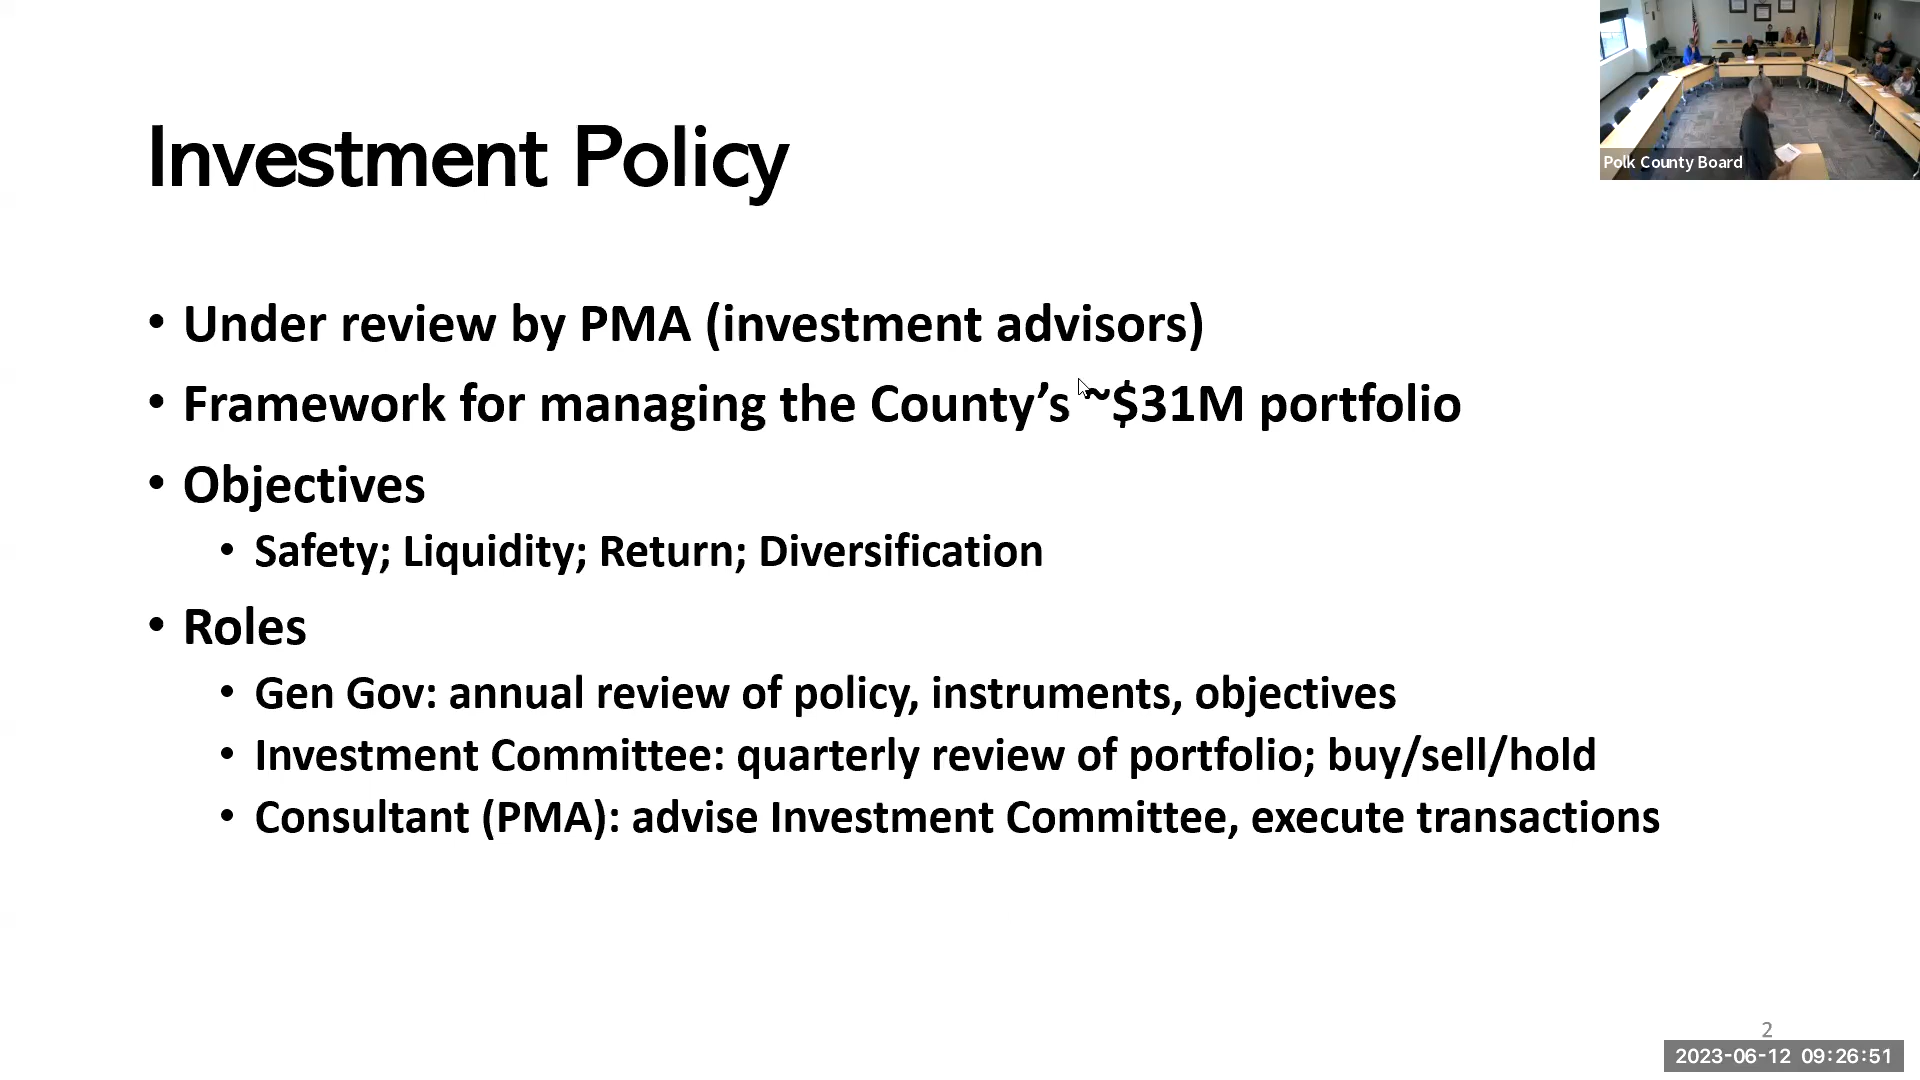 Polk County Board
Investment Policy
• Under review by PMA (investment advisors)
• Framework for managing the County’s ~$31M portfolio
• Objectives
• Safety; Liquidity; Return; Diversification
• Roles
• Gen Gov: annual review of policy, instruments, objectives
• Investment Committee: quarterly review of portfolio; buy/sell/hold
• Consultant (PMA): advise Investment Committee, execute transactions
2
2023-06-12 09:26:51